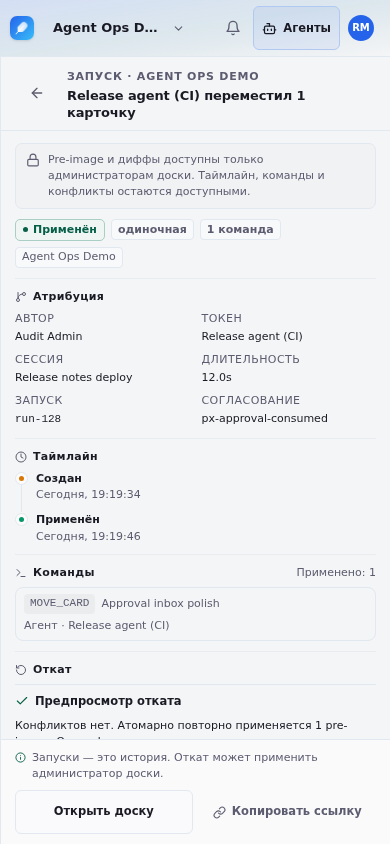 Agent Ops D...
Агенты
RM
ЗАПУСК · AGENT OPS DEMO
Release agent (CI) переместил 1
карточку
Pre-image и диффы доступны только
администраторам доски. Таймлайн, команды и
конфликты остаются доступными.
Применён
одиночная
1 команда
Agent Ops Demo
Атрибуция
АВТОР
ТОКЕН
Audit Admin
Release agent (CI)
СЕССИЯ
ДЛИТЕЛЬНОСТЬ
Release notes deploy
12.0s
ЗАПУСК
СОГЛАСОВАНИЕ
run-128
px-approval-consumed
Таймлайн
Создан
Сегодня, 19:19:34
Применён
Сегодня, 19:19:46
Команды
Применено: 1
MOVE_CARD Approval inbox polish
Агент · Release agent (CI)
Откат
Предпросмотр отката
Конфликтов нет. Атомарно повторно применяется 1 pre-
Запуски — это история. Откат может применить
администратор доски.
Открыть доску
Копировать ссылку